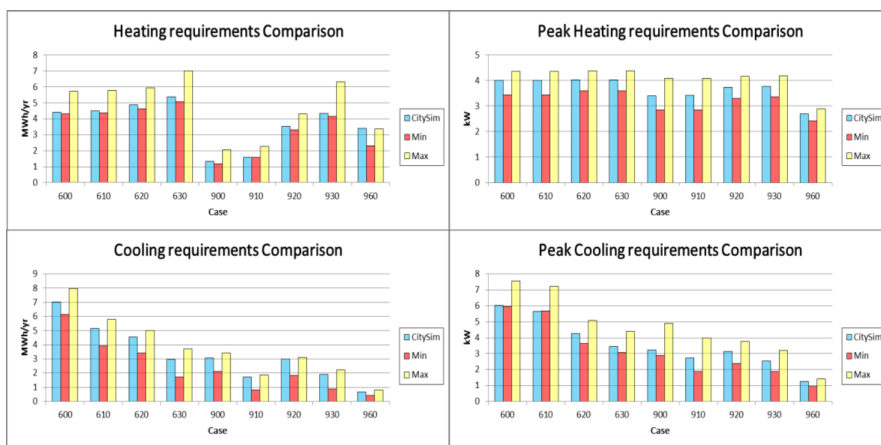 Heating requirements Comparison
8
7
6
5
4
3
2
1
0
MWh/yr
600 610 620 630 900 910 920 930 960
Case
CitySim
Min
Max
Peak Heating requirements Comparison
5
4
3
2
1
0
kW
600 610 620 630 900 910 920 930 960
Case
CitySim
Min
Max
Cooling requirements Comparison
9
8
7
6
5
4
3
2
1
0
MWh/yr
600 610 620 630 900 910 920 930 960
Case
CitySim
Min
Max
Peak Cooling requirements Comparison
8
7
6
5
4
3
2
1
0
kW
600 610 620 630 900 910 920 930 960
Case
CitySim
Min
Max